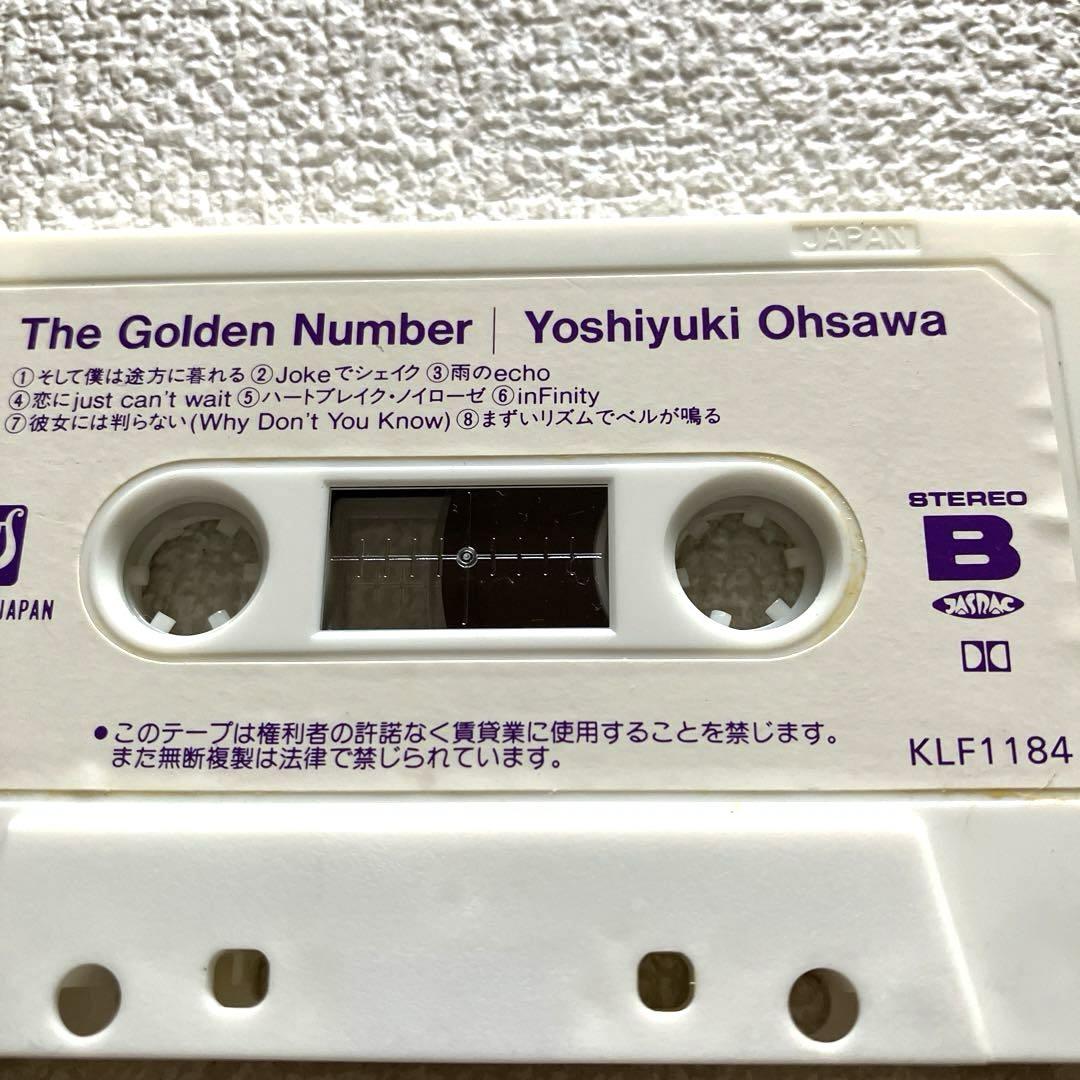 JAPAN
The Golden Number | Yoshiyuki Ohsawa
①そして僕は途方に暮れる ②Jokeでシェイク ③雨のecho
④恋にjust can't wait ⑤ハートブレイク・ノイローゼ ⑥inFinity
⑦彼女には判らない(Why Don't You Know) ⑧まずいリズムでベルが鳴る
STEREO
B
JASRAC
JAPAN
●このテープは権利者の許諾なく賃貸業に使用することを禁じます。
また無断複製は法律で禁じられています。
KLF1184